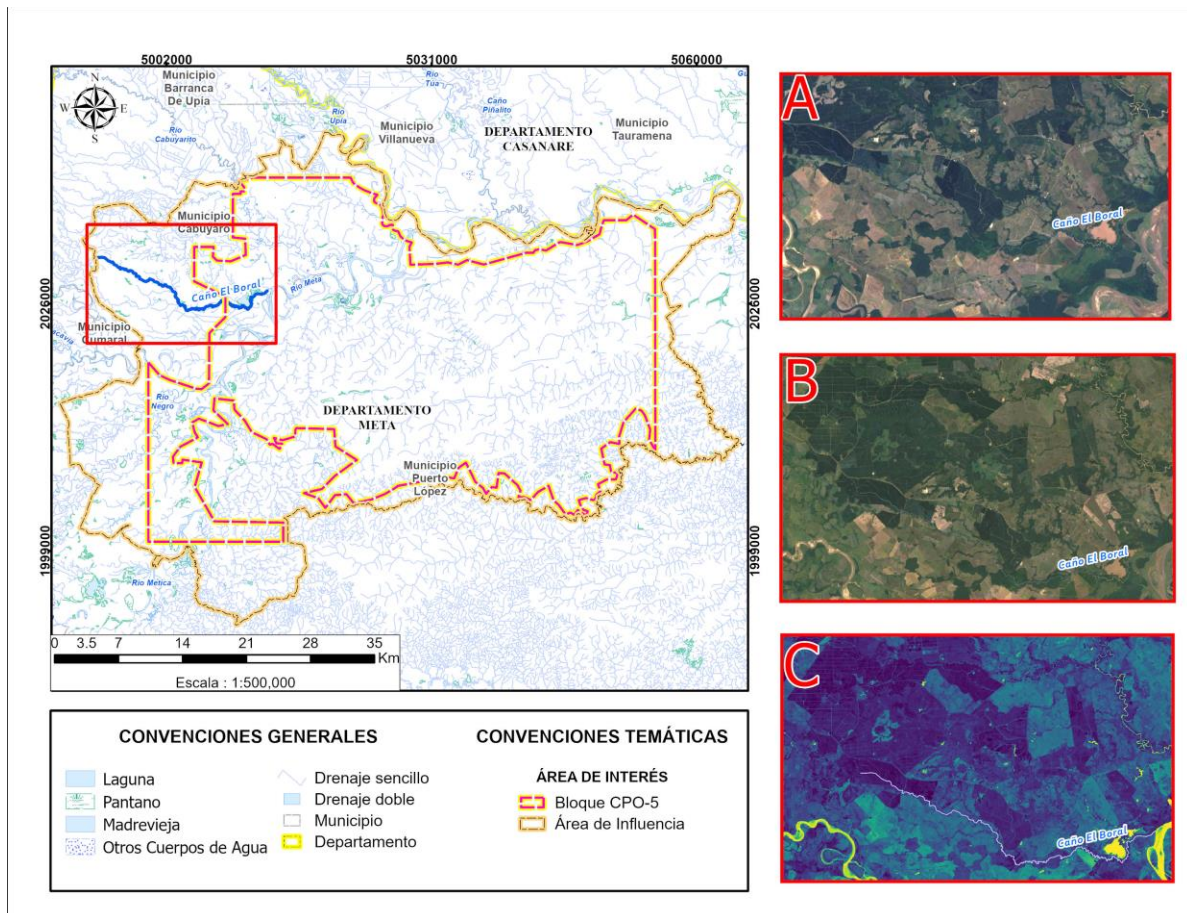 5002000
5031000
5060000
N
W
E
S
Municipio
Barranca
De Upía
Río
Cabuyarito
Río
Upía
Municipio
Villanueva
Río
Túa
Caño
Piñalito
DEPARTAMENTO
CASANARE
Municipio
Tauramena
Municipio
Cabuyaro
Caño El Boral
Río Meta
2026000
2026000
Municipio
Cumaral
Río
Negro
DEPARTAMENTO
META
Municipio
Puerto
López
1999000
1999000
Río Metica
0 3.5 7 14 21 28 35
Km
Escala : 1:500,000
A
Caño El Boral
B
Caño El Boral
C
Caño El Boral
CONVENCIONES GENERALES
Laguna
Pantano
Madrevieja
Otros Cuerpos de Agua
Drenaje sencillo
Drenaje doble
Municipio
Departamento
CONVENCIONES TEMÁTICAS
ÁREA DE INTERÉS
Bloque CPO-5
Área de Influencia